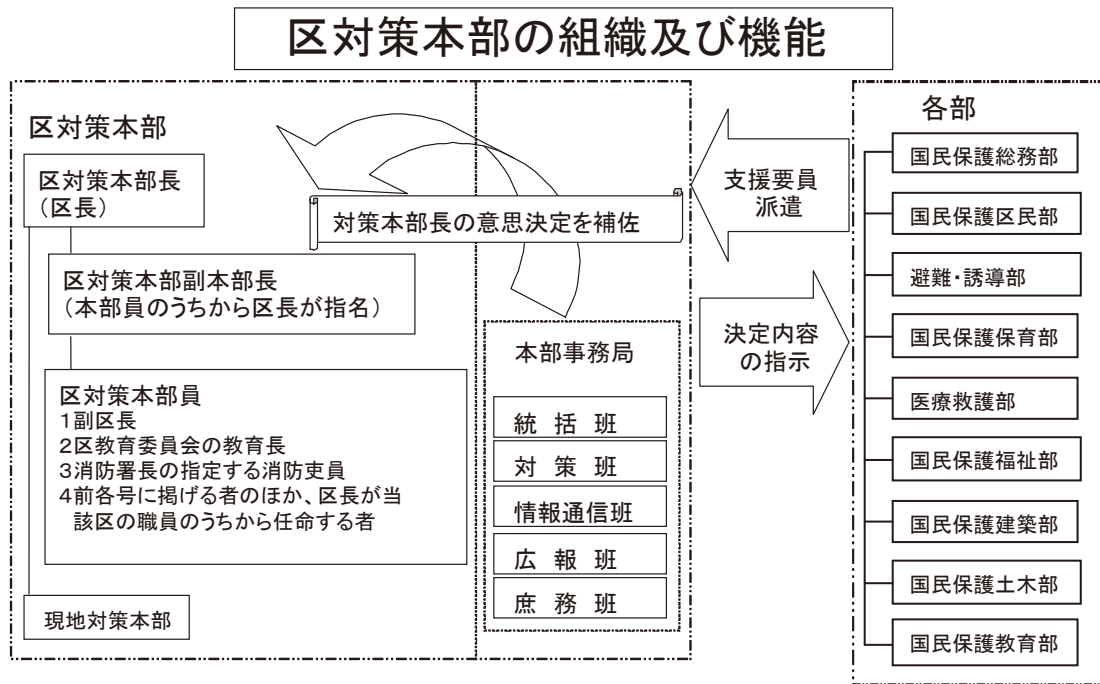 区対策本部の組織及び機能
区対策本部
区対策本部長
（区長）
対策本部長の意思決定を補佐
区対策本部副本部長
（本部員のうちから区長が指名）
区対策本部員
1副区長
2区教育委員会の教育長
3消防署長の指定する消防吏員
4前各号に掲げる者のほか、区長が当
該区の職員のうちから任命する者
現地対策本部
本部事務局
統 括 班
対 策 班
情報通信班
広 報 班
庶 務 班
支援要員
派遣
決定内容
の指示
各部
国民保護総務部
国民保護区民部
避難・誘導部
国民保護保育部
医療救護部
国民保護福祉部
国民保護建築部
国民保護土木部
国民保護教育部